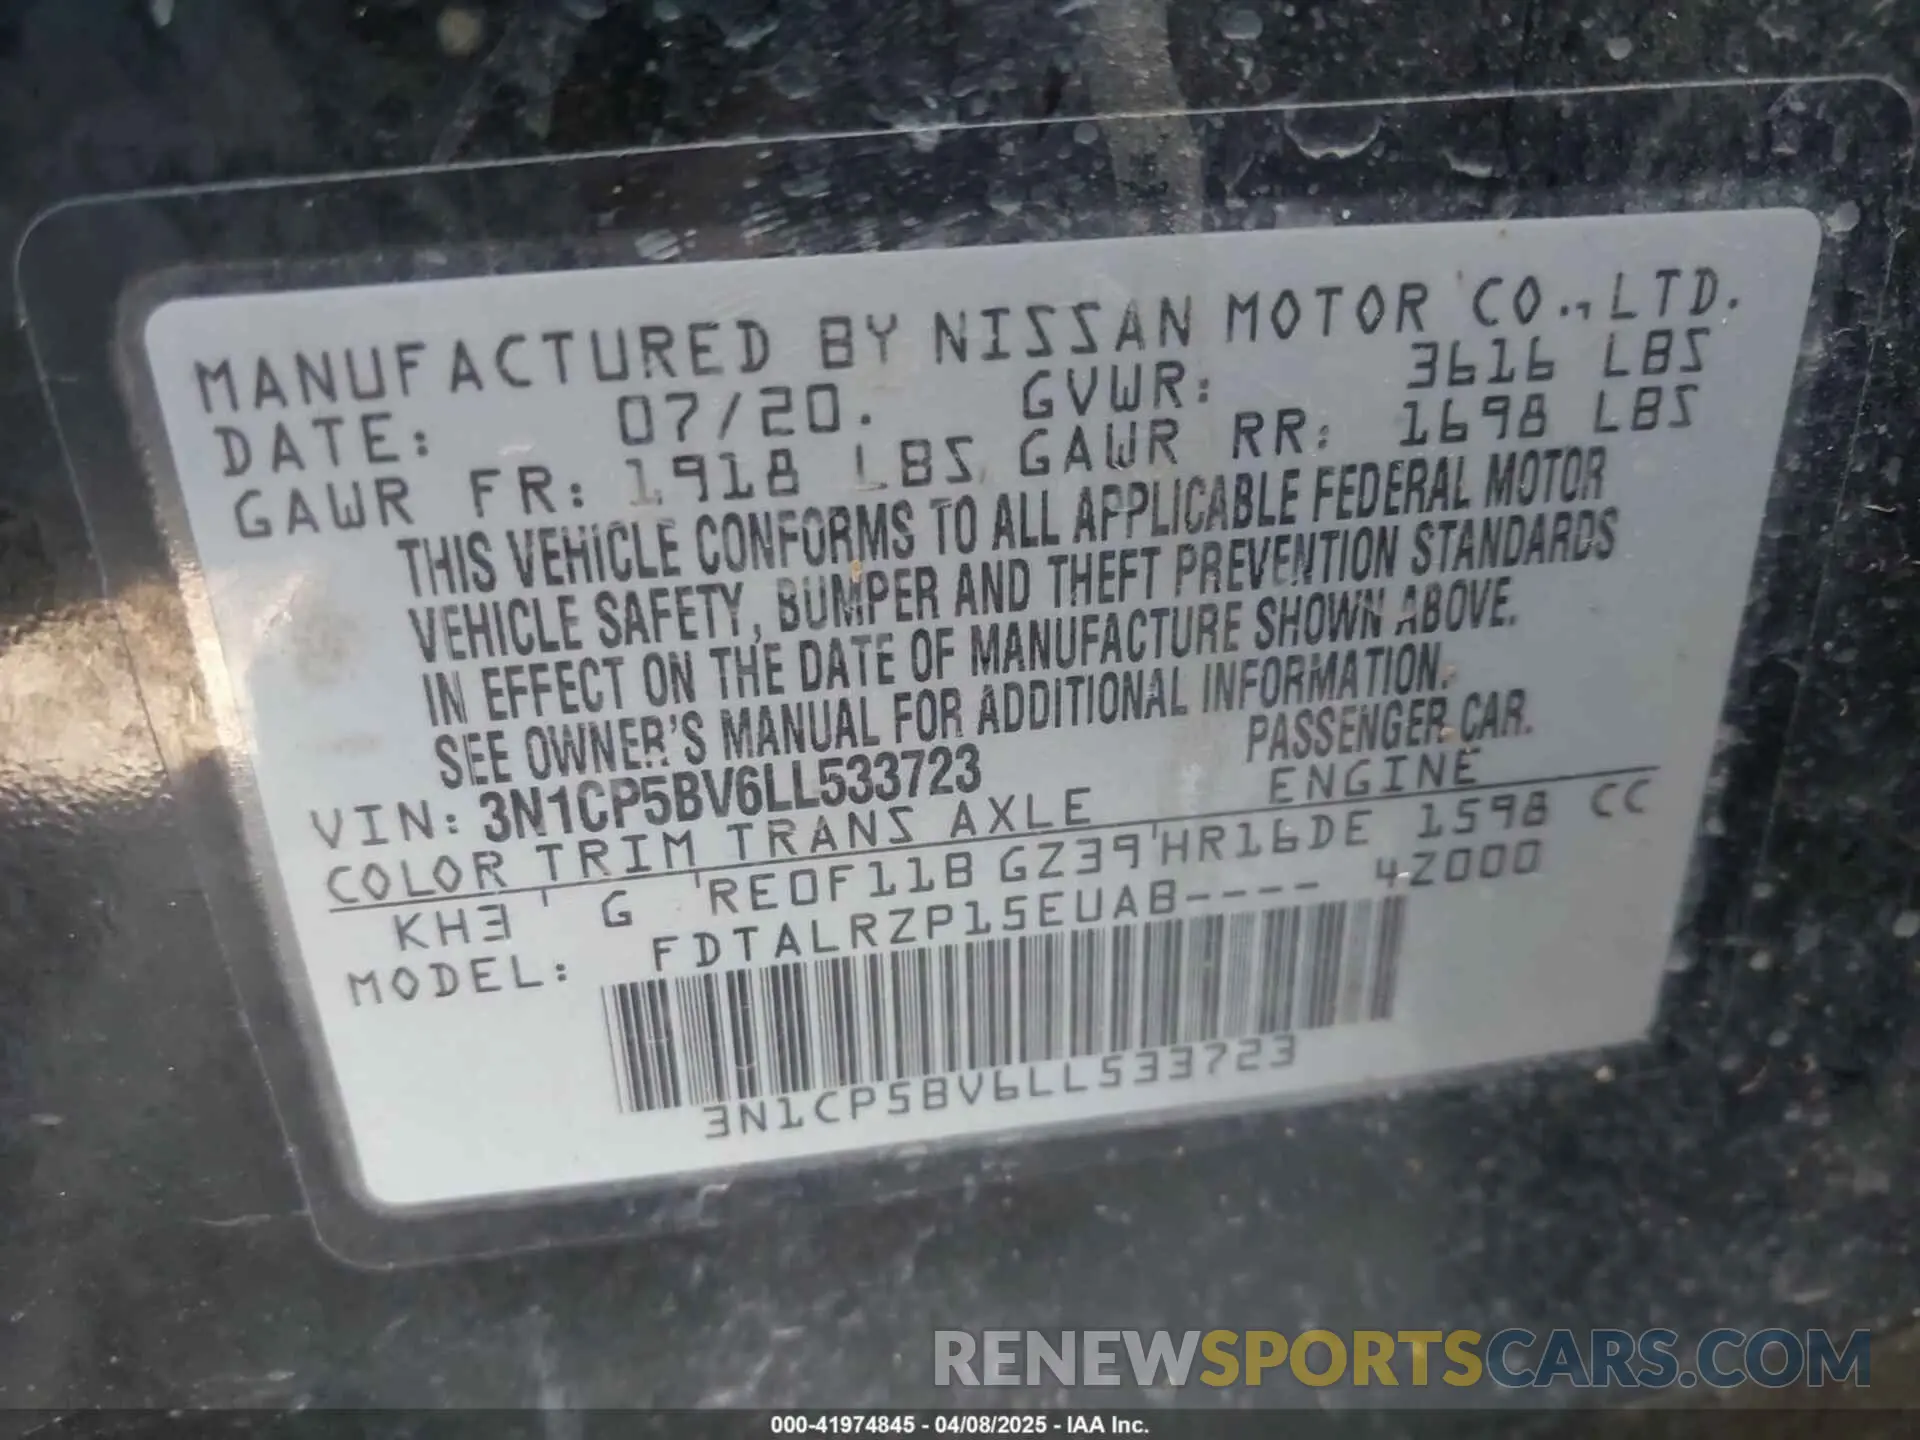 MANUFACTURED BY NISSAN MOTOR CO., LTD.
DATE: 07/20. GVWR: 3616 LBS
GAWR FR: 1918 LBS GAWR RR: 1698 LBS
THIS VEHICLE CONFORMS TO ALL APPLICABLE FEDERAL MOTOR
VEHICLE SAFETY, BUMPER AND THEFT PREVENTION STANDARDS
IN EFFECT ON THE DATE OF MANUFACTURE SHOWN ABOVE.
SEE OWNER'S MANUAL FOR ADDITIONAL INFORMATION.
VIN: 3N1CP5BV6LL533723 PASSENGER CAR.
COLOR TRIM TRANS AXLE ENGINE
KH3 ' G 'RE0F11B GZ39'HR16DE 1598 CC
MODEL: FDTALRZP15EUAB---- 4Z000
3N1CP5BV6LL533723
RENEWSPORTSCARS.COM
000-41974845 - 04/08/2025 - IAA Inc.